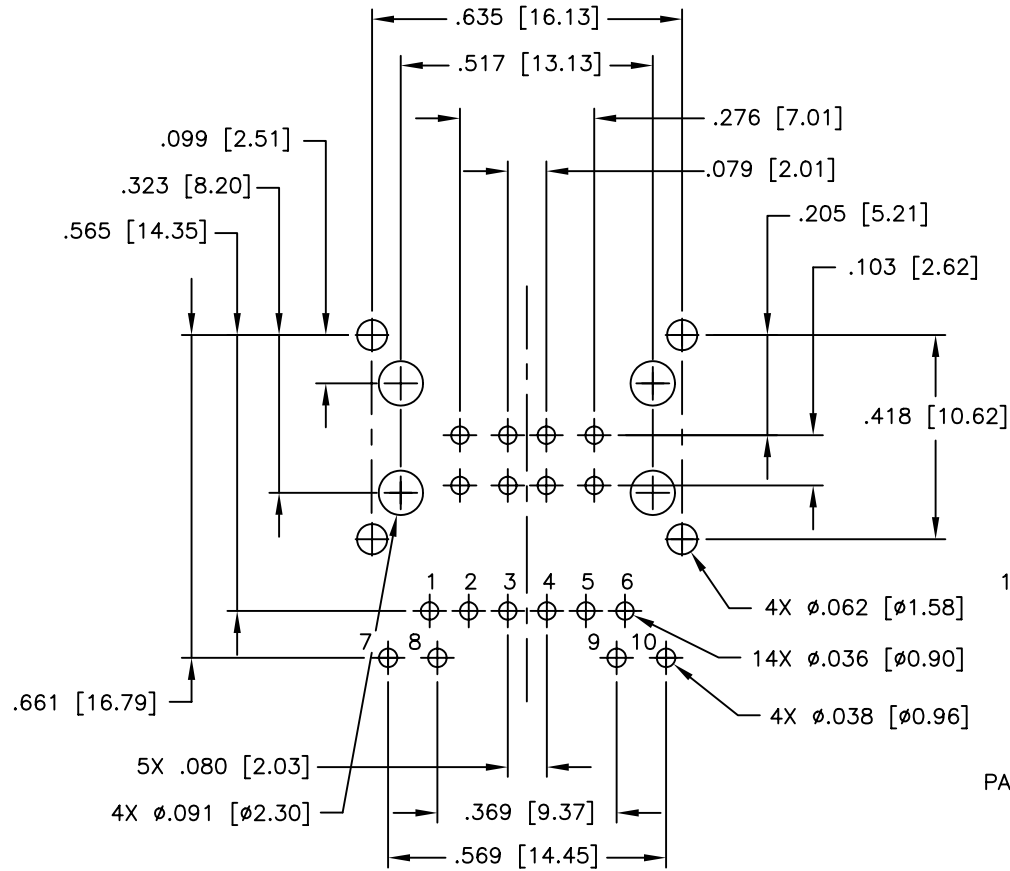 .635 [16.13]
.517 [13.13]
.276 [7.01]
.099 [2.51]
.079 [2.01]
.323 [8.20]
.205 [5.21]
.565 [14.35]
.103 [2.62]
.418 [10.62]
1
1 2 3 4 5 6
4X ø.062 [ø1.58]
7 8 9 10
14X ø.036 [ø0.90]
.661 [16.79]
4X ø.038 [ø0.96]
5X .080 [2.03]
PA
4X ø.091 [ø2.30]
.369 [9.37]
.569 [14.45]